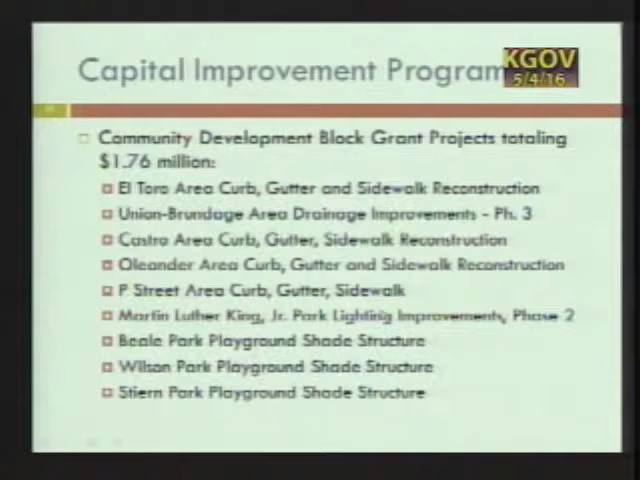 Capital Improvement Program
KGOV
5/4/16
Community Development Block Grant Projects totaling
$1.76 million:
El Toro Area Curb, Gutter and Sidewalk Reconstruction
Union-Brundage Area Drainage Improvements - Ph. 3
Castro Area Curb, Gutter, Sidewalk Reconstruction
Oleander Area Curb, Gutter and Sidewalk Reconstruction
P Street Area Curb, Gutter, Sidewalk
Martin Luther King, Jr. Park Lighting Improvements, Phase 2
Beale Park Playground Shade Structure
Wilson Park Playground Shade Structure
Stiern Park Playground Shade Structure